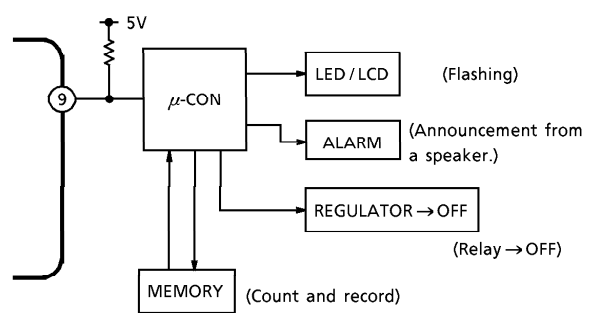 5V
9
μ-CON
LED / LCD
(Flashing)
ALARM
(Announcement from
a speaker.)
REGULATOR → OFF
(Relay → OFF)
MEMORY
(Count and record)